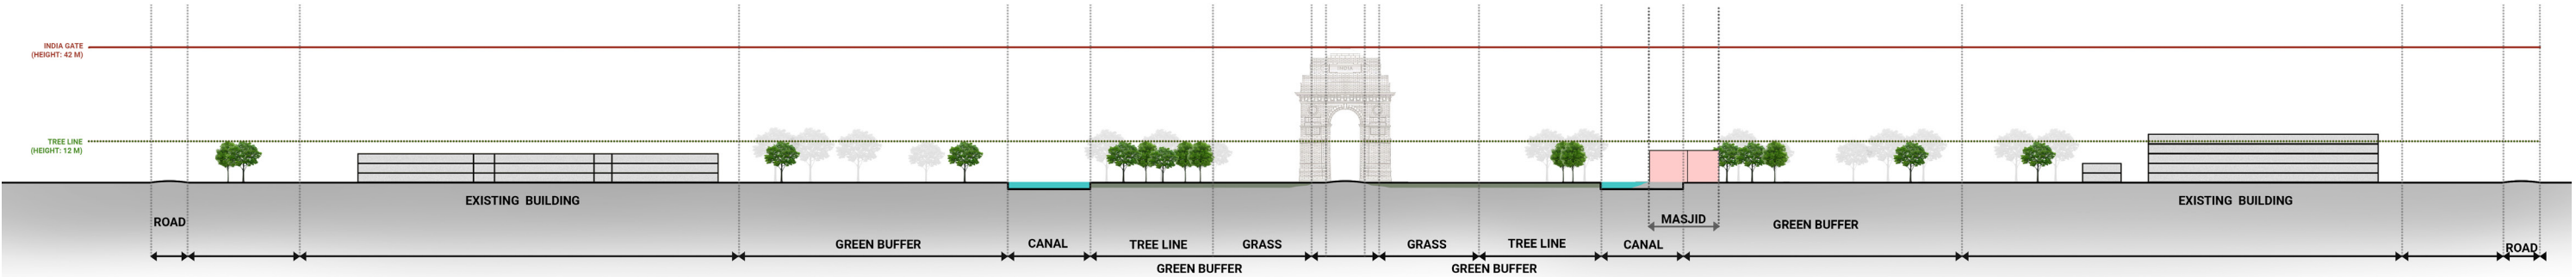 INDIA GATE
(HEIGHT: 42 M)
INDIA
TREE LINE
(HEIGHT: 12 M)
EXISTING BUILDING
EXISTING BUILDING
ROAD
MASJID
GREEN BUFFER
GREEN BUFFER
CANAL
TREE LINE
GRASS
GRASS
TREE LINE
CANAL
ROAD
GREEN BUFFER
GREEN BUFFER